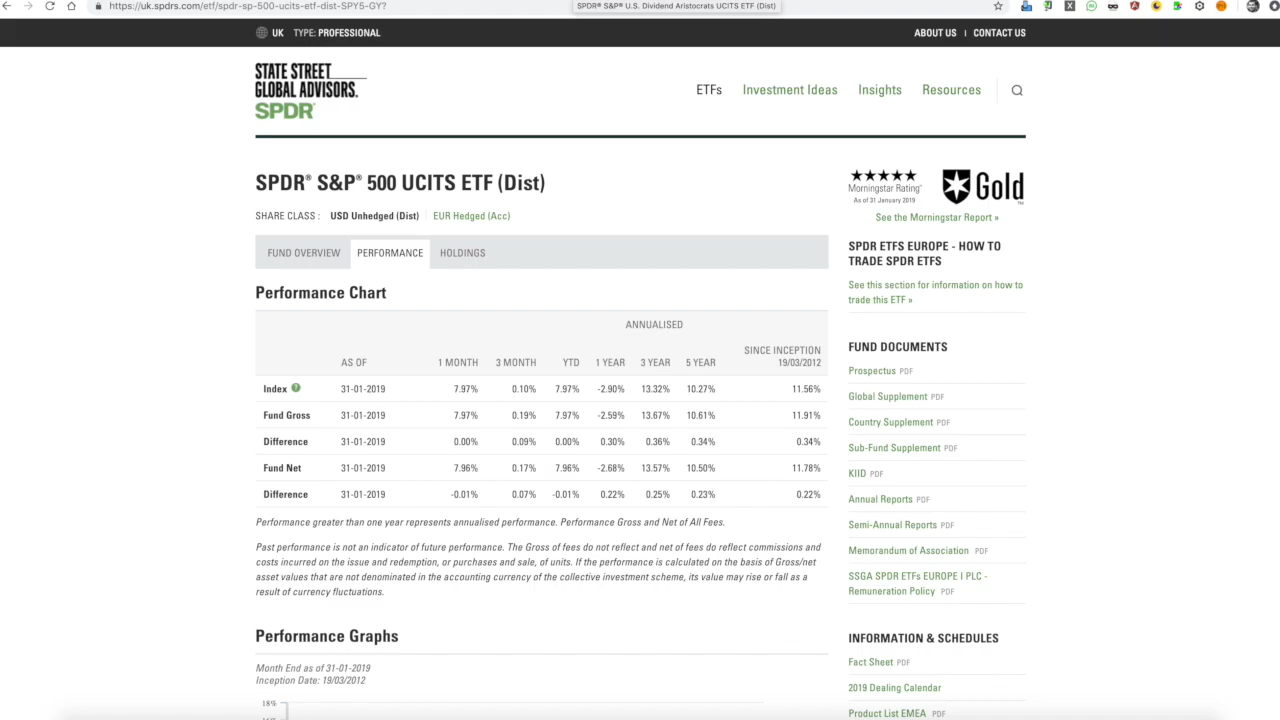 https://uk.spdrs.com/etf/spdr-sp-500-ucits-etf-dist-SPY5-GY?
SPDR® S&P® U.S. Dividend Aristocrats UCITS ETF (Dist)
UK TYPE: PROFESSIONAL
ABOUT US | CONTACT US
STATE STREET
GLOBAL ADVISORS.
SPDR®
ETFs Investment Ideas Insights Resources
SPDR® S&P® 500 UCITS ETF (Dist)
SHARE CLASS : USD Unhedged (Dist) EUR Hedged (Acc)
FUND OVERVIEW PERFORMANCE HOLDINGS
Performance Chart
ANNUALISED
AS OF 1 MONTH 3 MONTH YTD 1 YEAR 3 YEAR 5 YEAR SINCE INCEPTION
19/03/2012
Index ? 31-01-2019 7.97% 0.10% 7.97% -2.90% 13.32% 10.27% 11.56%
Fund Gross 31-01-2019 7.97% 0.19% 7.97% -2.59% 13.67% 10.61% 11.91%
Difference 31-01-2019 0.00% 0.09% 0.00% 0.30% 0.36% 0.34% 0.34%
Fund Net 31-01-2019 7.96% 0.17% 7.96% -2.68% 13.57% 10.50% 11.78%
Difference 31-01-2019 -0.01% 0.07% -0.01% 0.22% 0.25% 0.23% 0.22%
Performance greater than one year represents annualised performance. Performance Gross and Net of All Fees.
Past performance is not an indicator of future performance. The Gross of fees do not reflect and net of fees do reflect commissions and
costs incurred on the issue and redemption, or purchases and sale, of units. If the performance is calculated on the basis of Gross/net
asset values that are not denominated in the accounting currency of the collective investment scheme, its value may rise or fall as a
result of currency fluctuations.
Performance Graphs
Month End as of 31-01-2019
Inception Date: 19/03/2012
18%
Morningstar Rating™
As of 31 January 2019
Gold™
See the Morningstar Report »
SPDR ETFS EUROPE - HOW TO
TRADE SPDR ETFS
See this section for information on how to
trade this ETF »
FUND DOCUMENTS
Prospectus PDF
Global Supplement PDF
Country Supplement PDF
Sub-Fund Supplement PDF
KIID PDF
Annual Reports PDF
Semi-Annual Reports PDF
Memorandum of Association PDF
SSGA SPDR ETFs EUROPE I PLC -
Remuneration Policy PDF
INFORMATION & SCHEDULES
Fact Sheet PDF
2019 Dealing Calendar
Product List EMEA PDF